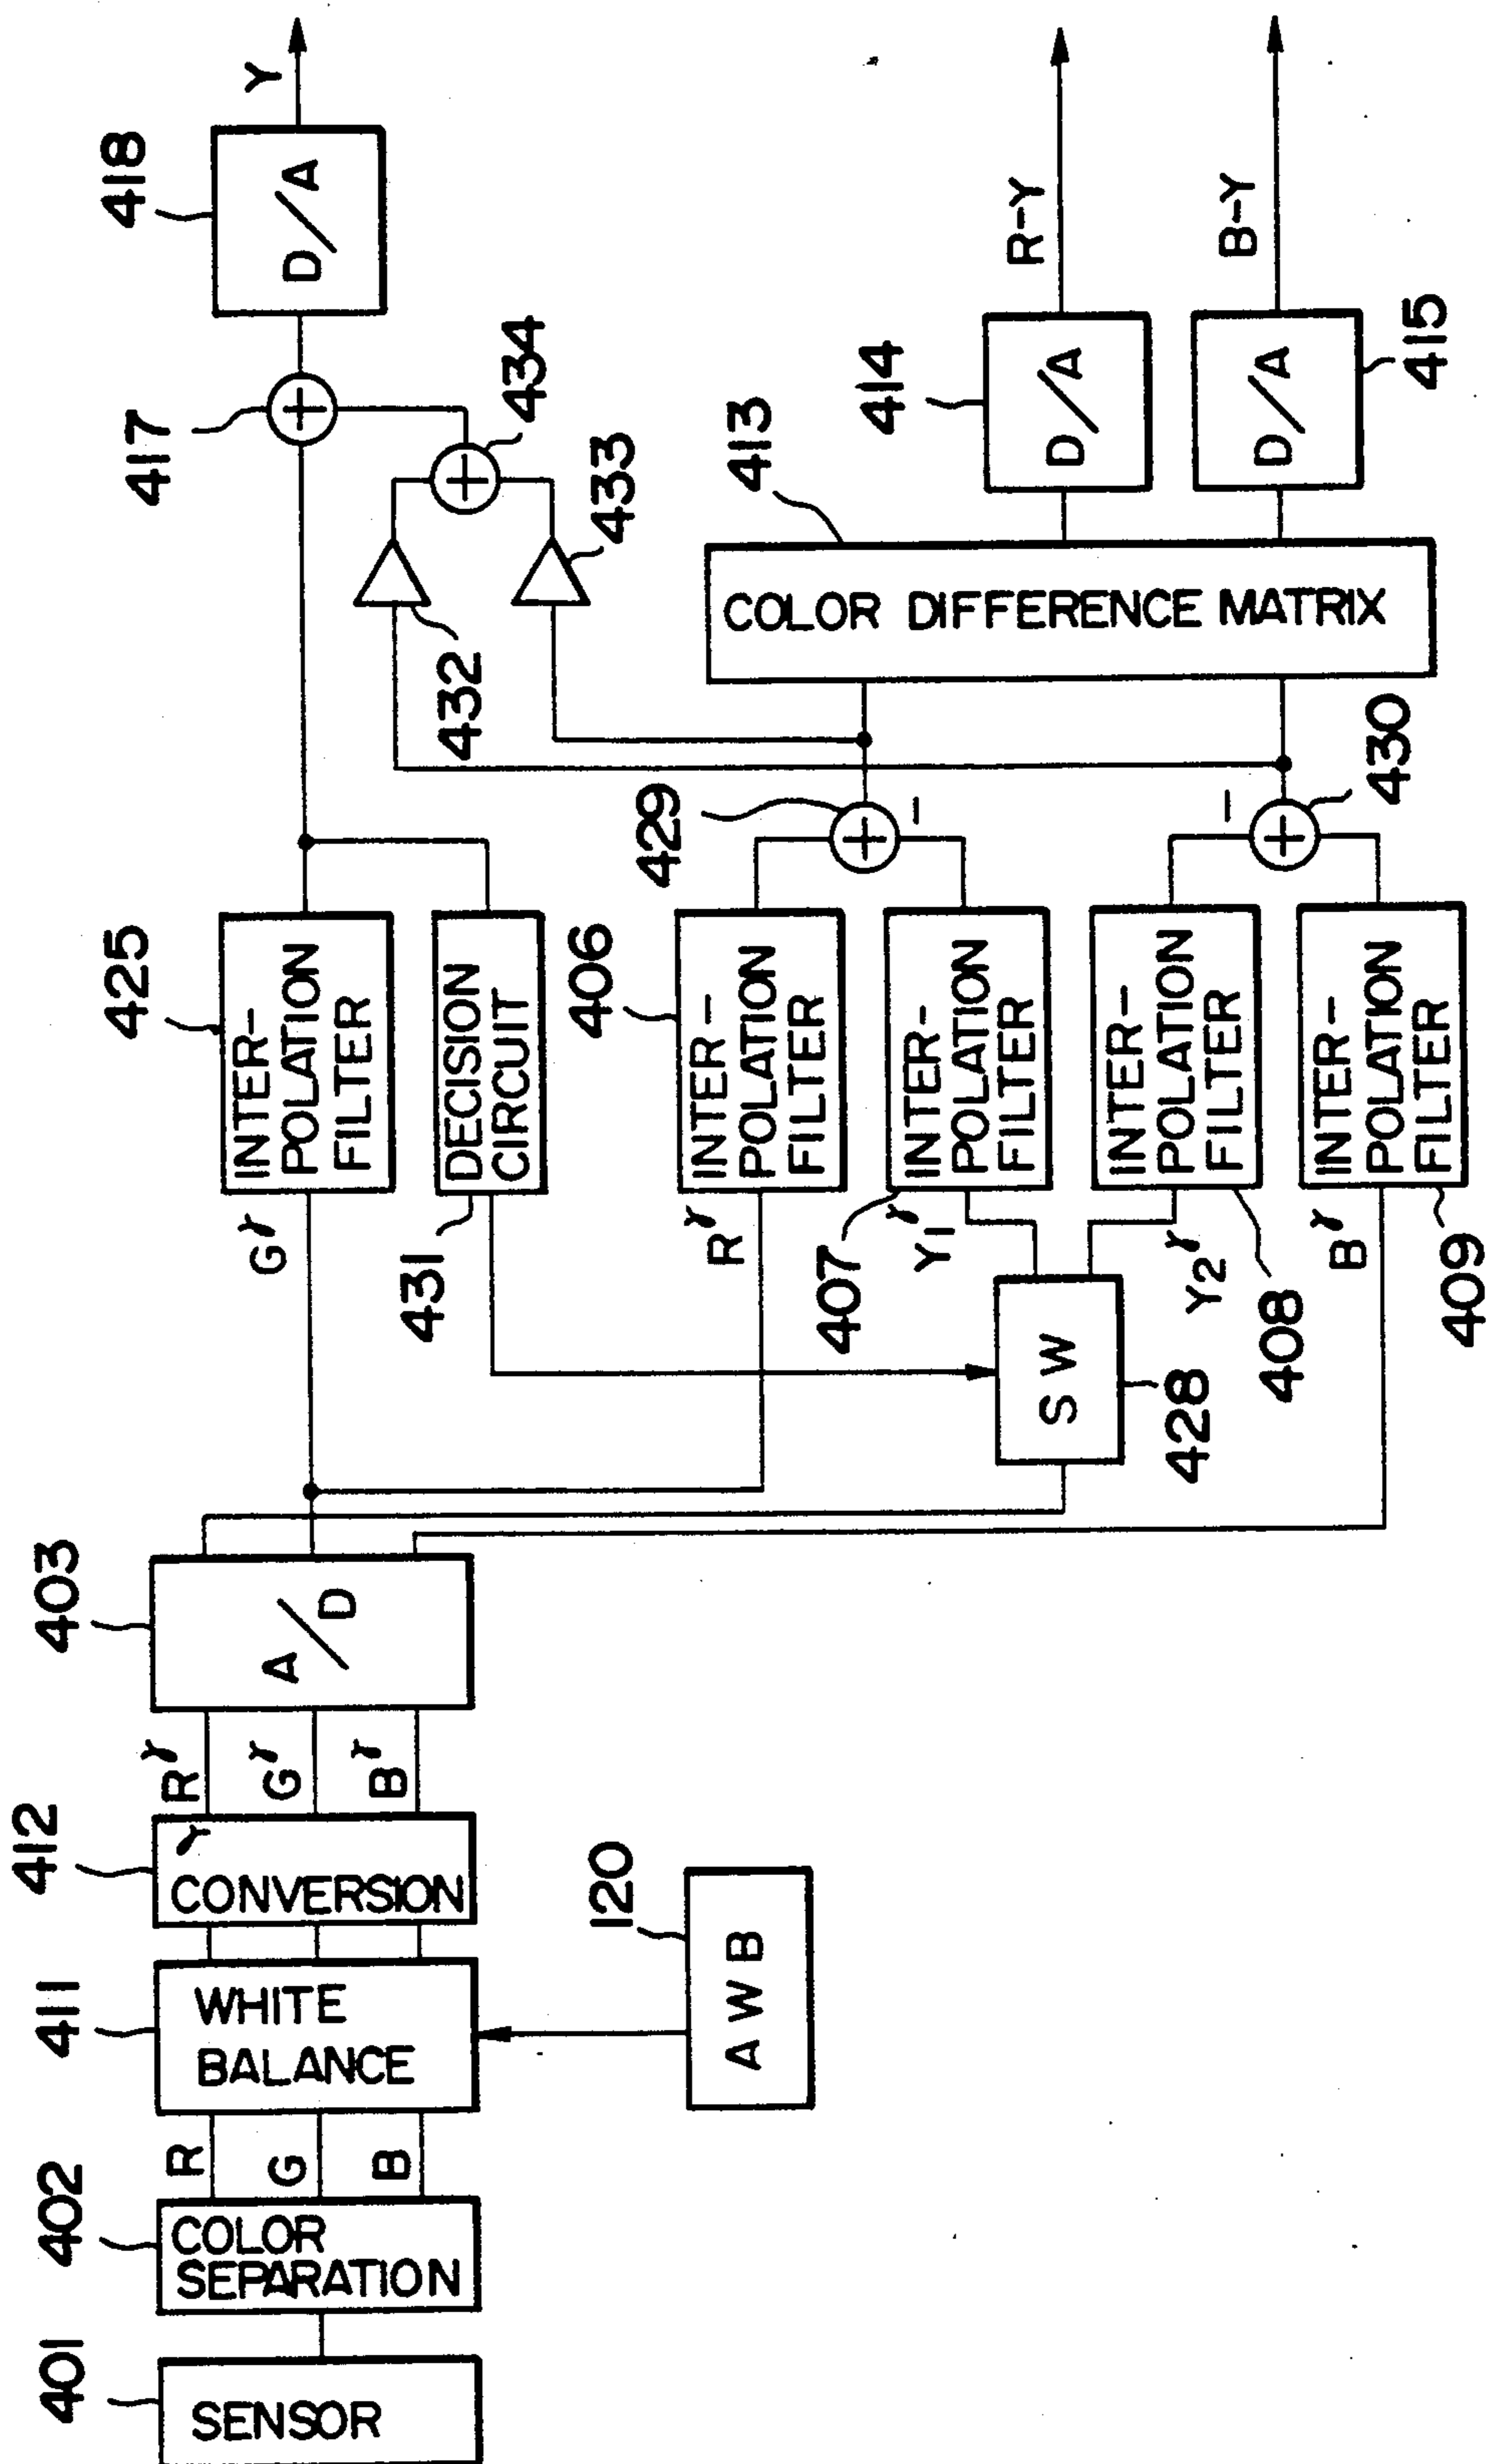 401
SENSOR
402
COLOR
SEPARATION
R
G
B
411
WHITE
BALANCE
120
A W B
412
γ
CONVERSION
Rγ
Gγ
Bγ
403
A/D
Gγ
425
INTER-
POLATION
FILTER
431
DECISION
CIRCUIT
Rγ
406
INTER-
POLATION
FILTER
428
S W
Y1γ
407
INTER-
POLATION
FILTER
Y2γ
408
INTER-
POLATION
FILTER
Bγ
409
INTER-
POLATION
FILTER
429
+
−
430
+
−
432
433
434
+
417
+
413
COLOR DIFFERENCE MATRIX
418
D/A
Y
414
D/A
R-Y
415
D/A
B-Y